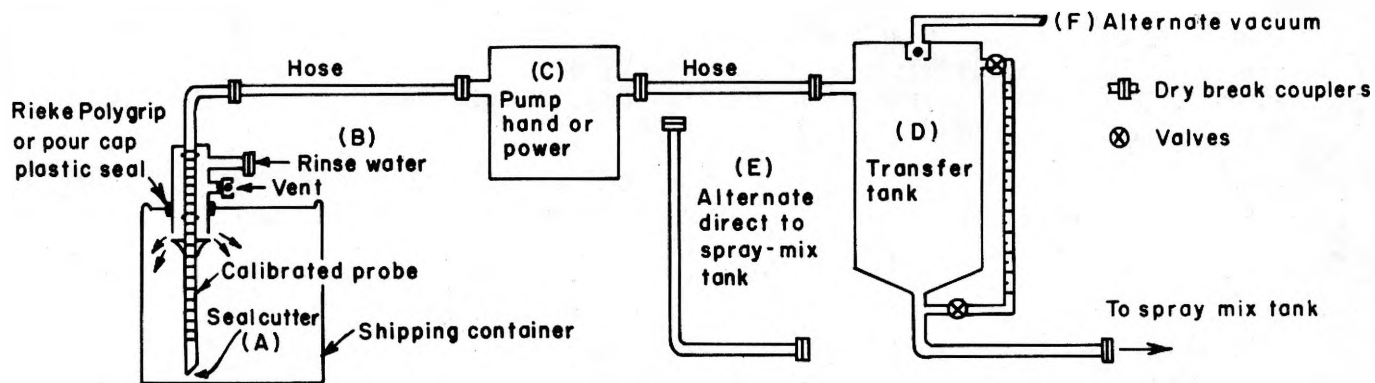 Hose
(C)
Pump
hand or
power
Hose
(F) Alternate vacuum
Dry break couplers
Valves
Rieke Polygrip
or pour cap
plastic seal
(B)
Rinse water
Vent
(D)
Transfer
tank
(E)
Alternate
direct to
spray-mix
tank
Calibrated probe
Seal cutter
(A)
Shipping container
To spray mix tank